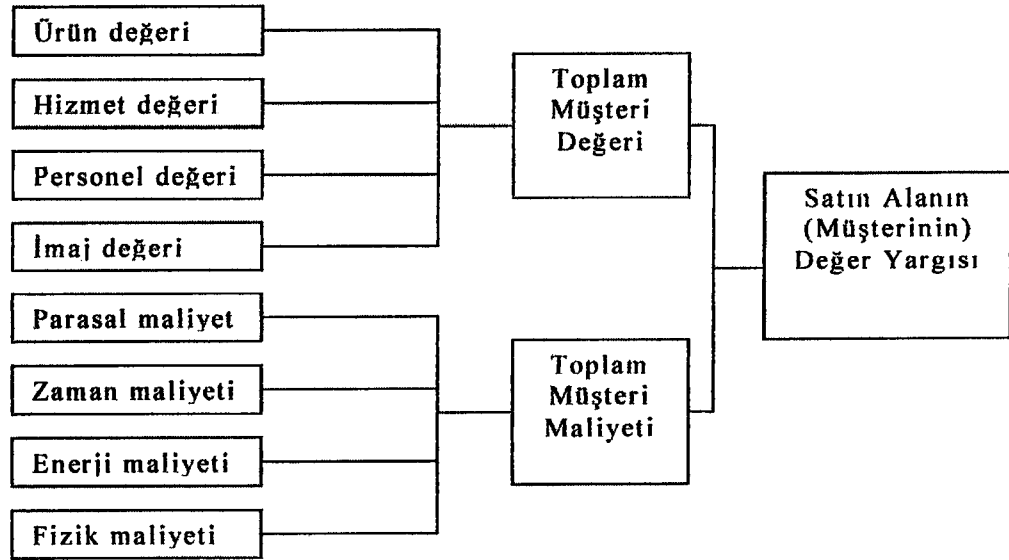 Ürün değeri
Hizmet değeri
Personel değeri
İmaj değeri
Parasal maliyet
Zaman maliyeti
Enerji maliyeti
Fizik maliyeti
Toplam
Müşteri
Değeri
Toplam
Müşteri
Maliyeti
Satın Alanın
(Müşterinin)
Değer Yargısı